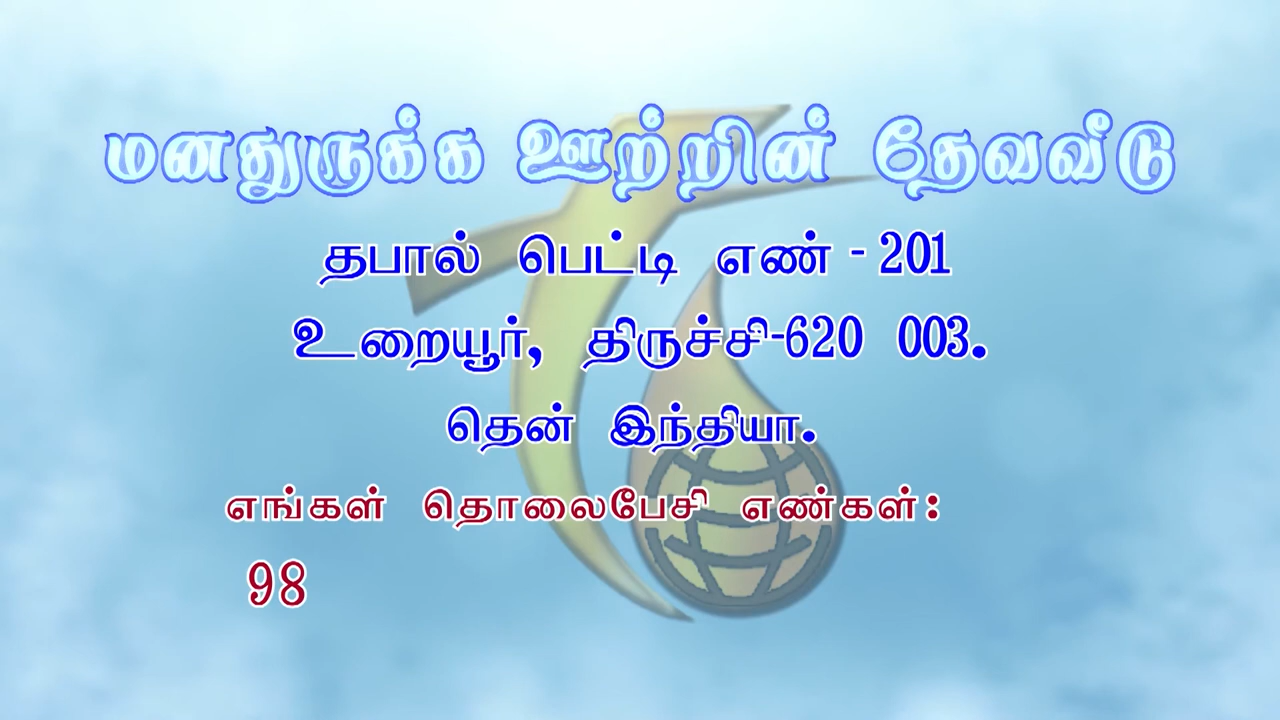 மனதுருக்க ஊற்றின் தேவவீடு
தபால் பெட்டி எண் - 201
உறையூர், திருச்சி-620 003.
தென் இந்தியா.
எங்கள் தொலைபேசி எண்கள்:
98